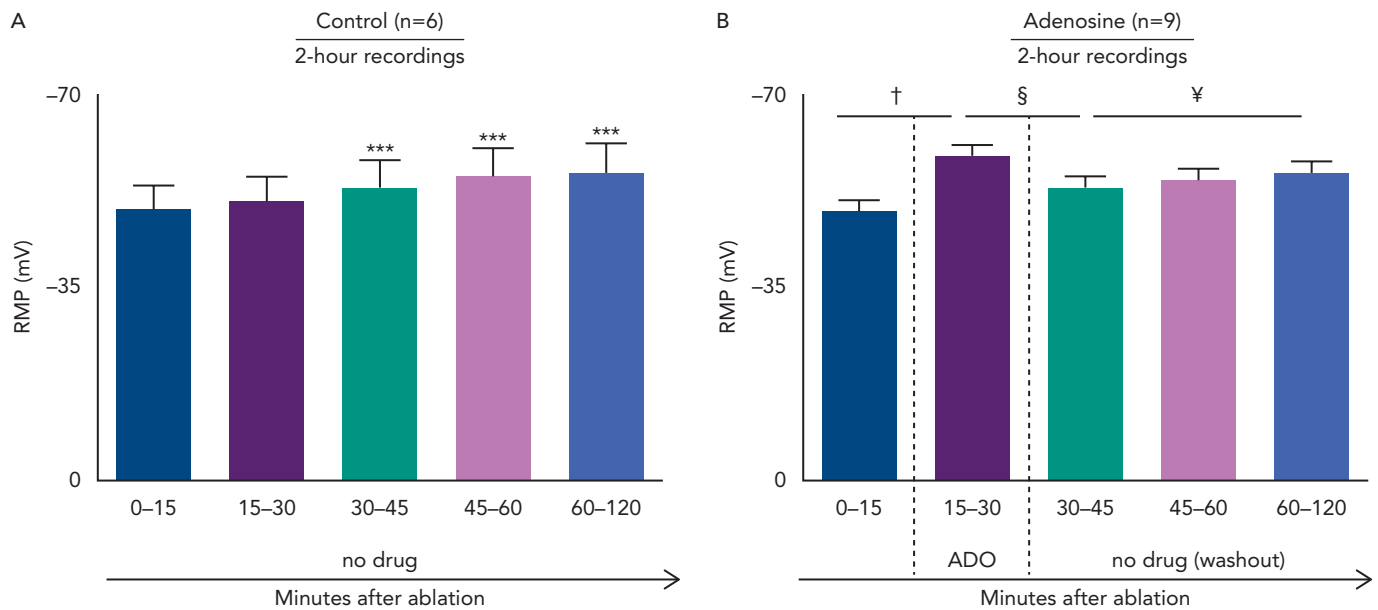 A
Control (n=6)
2-hour recordings
–70
–35
0
RMP (mV)
***
***
***
0–15
15–30
30–45
45–60
60–120
no drug
Minutes after ablation
B
Adenosine (n=9)
2-hour recordings
–70
–35
0
RMP (mV)
†
§
¥
0–15
15–30
30–45
45–60
60–120
ADO
no drug (washout)
Minutes after ablation